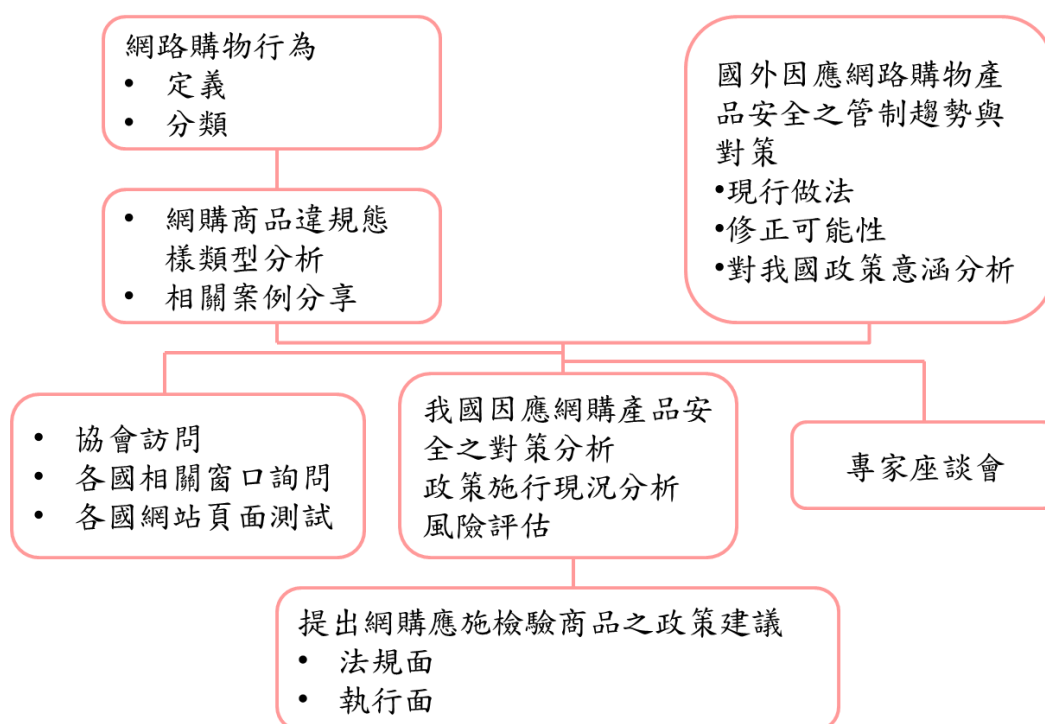 網路購物行為
• 定義
• 分類
國外因應網路購物產
品安全之管制趨勢與
對策
•現行做法
•修正可能性
•對我國政策意涵分析
• 網購商品違規態
樣類型分析
• 相關案例分享
• 協會訪問
• 各國相關窗口詢問
• 各國網站頁面測試
我國因應網購產品安
全之對策分析
政策施行現況分析
風險評估
專家座談會
提出網購應施檢驗商品之政策建議
• 法規面
• 執行面